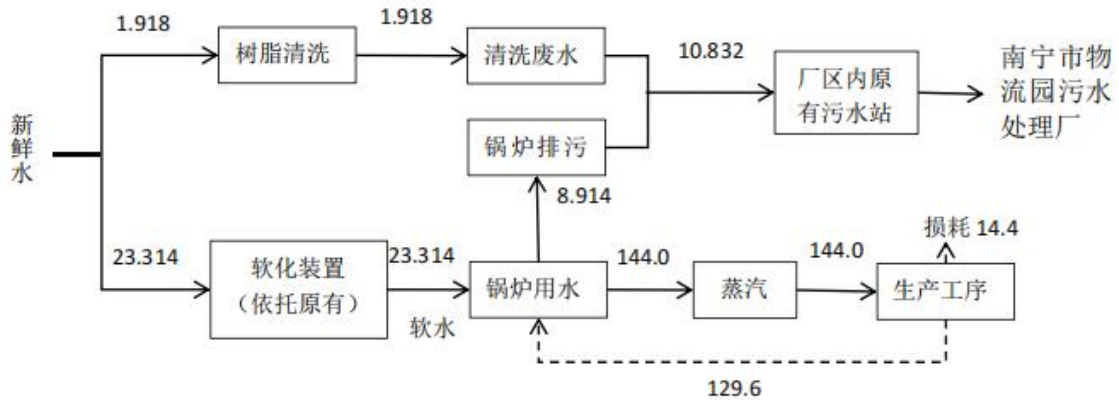 1.918
1.918
树脂清洗
清洗废水
10.832
厂区内原
有污水站
南宁市物
流园污水
处理厂
新鲜水
锅炉排污
8.914
23.314
软化装置
（依托原有）
23.314
软水
锅炉用水
144.0
蒸汽
144.0
损耗 14.4
生产工序
129.6